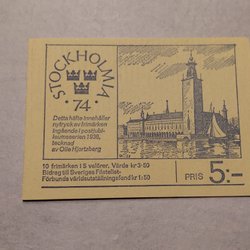 STOCKHOLMIA
·74·
Detta häfte innehåller
nytryck av frimärken
ingående i postjubi-
leumsserien 1936,
tecknad
av Olle Hjortzberg
10 frimärken i 5 valörer. Värde kr 3:50
Bidrag till Sveriges Filatelist-
Förbunds världsutställningsfond kr 1:50
PRIS 5:-